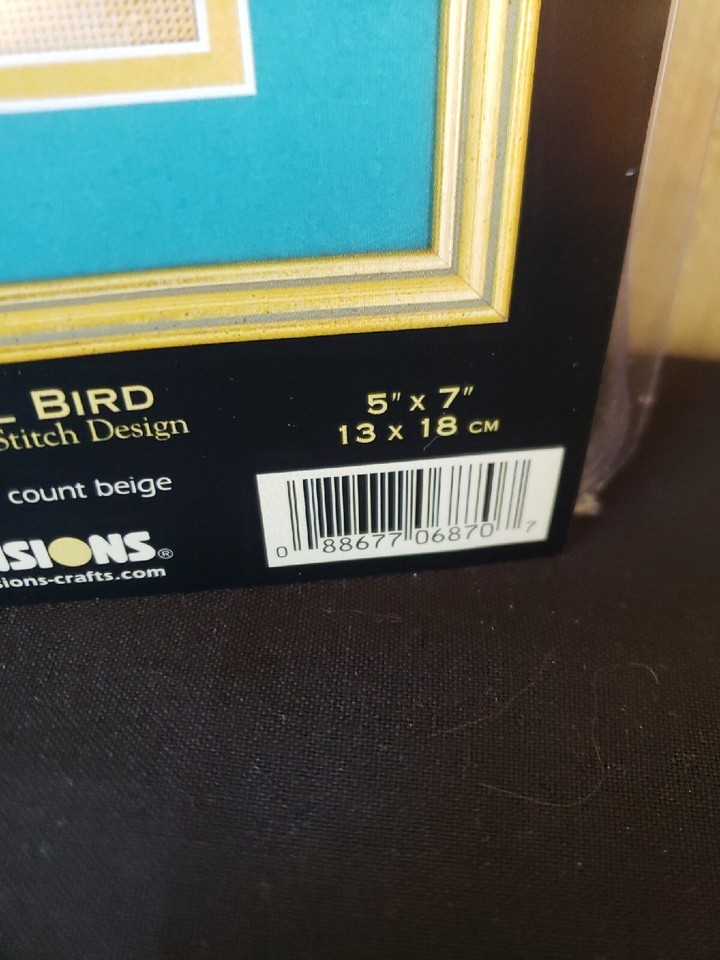 L BIRD
Stitch Design
count beige
SIONS®
sions-crafts.com
5" x 7"
13 x 18 CM
0 88677 06870 7